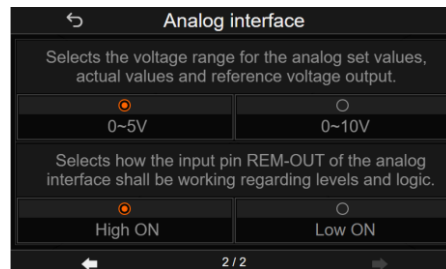 Analog interface
Selects the voltage range for the analog set values,
actual values and reference voltage output.
0~5V 0~10V
Selects how the input pin REM-OUT of the analog
interface shall be working regarding levels and logic.
High ON Low ON
2/2